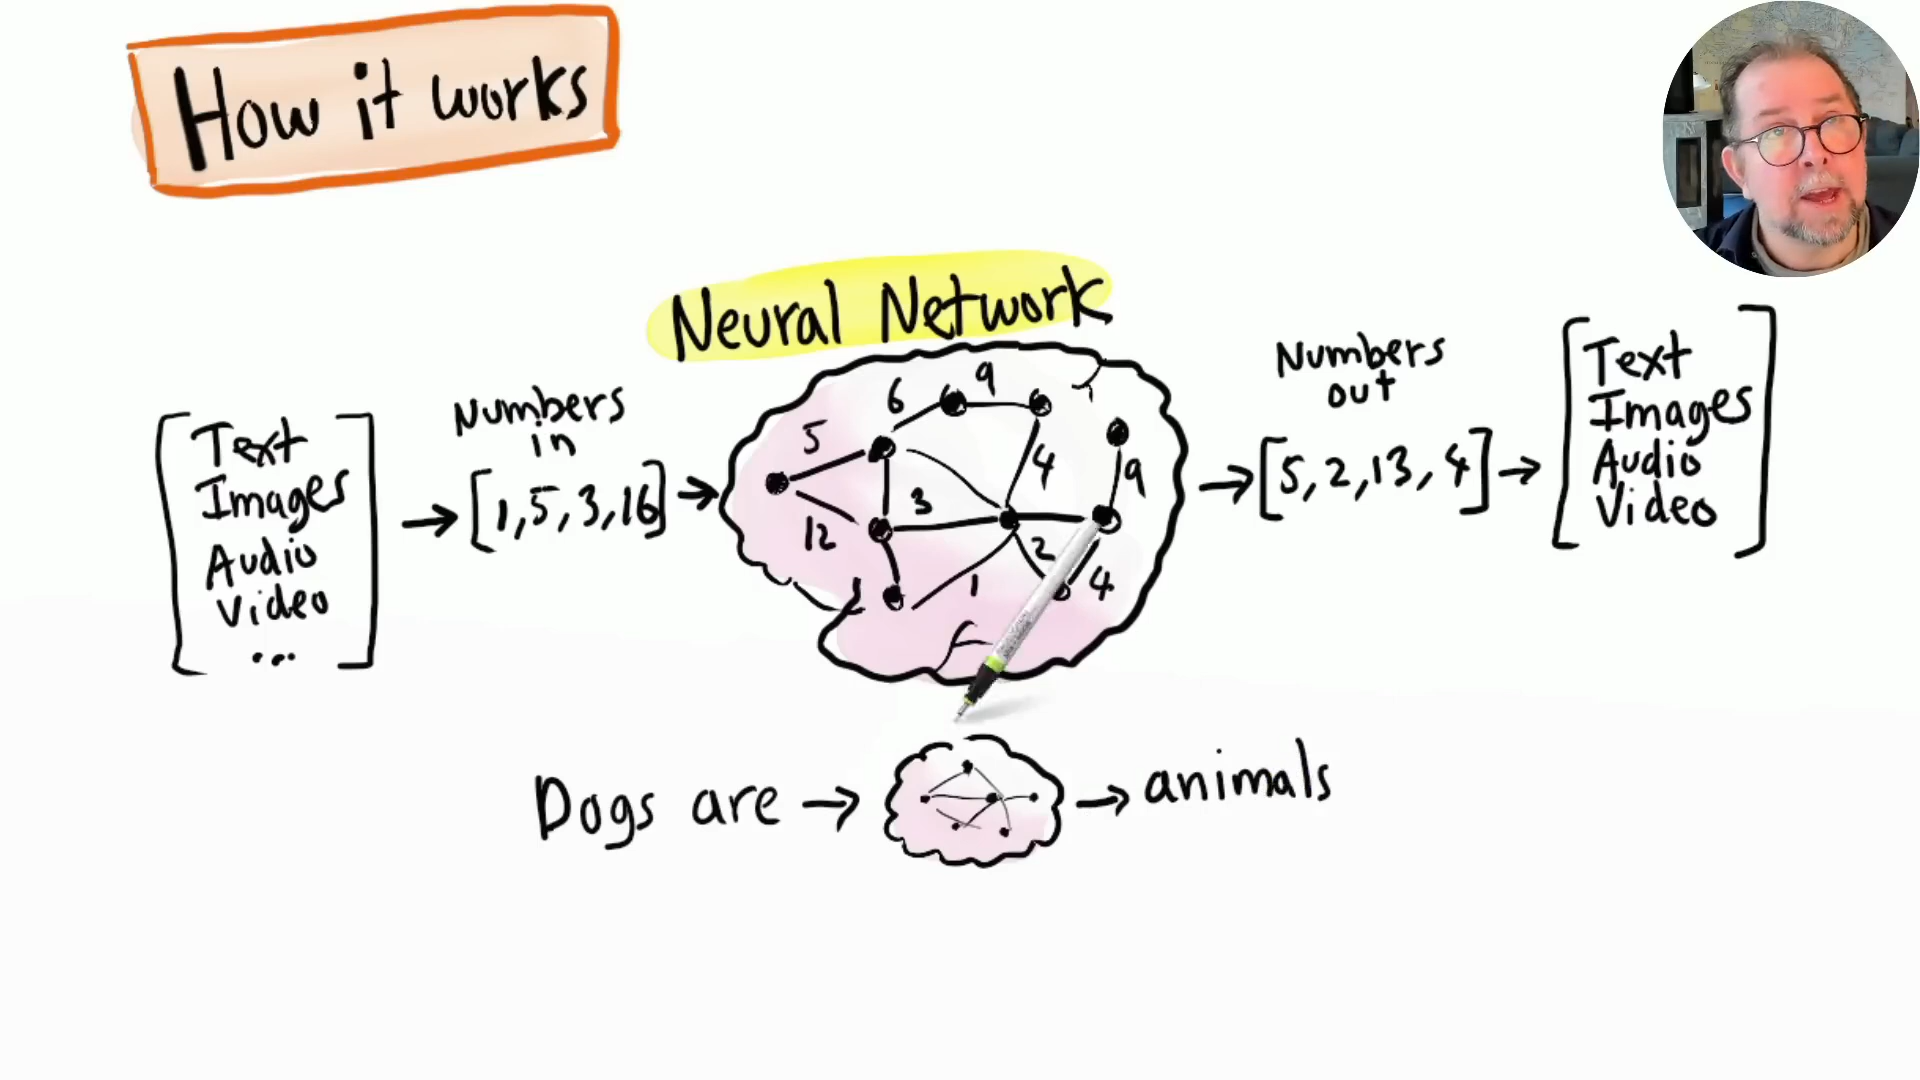 How it works
Neural Network
Text
Images
Audio
Video
...
Numbers
in
[1,5,3,16]
5
12
6
9
3
4
9
2
1
4
Numbers
out
[5,2,13,4]
Text
Images
Audio
Video
Dogs are → → animals